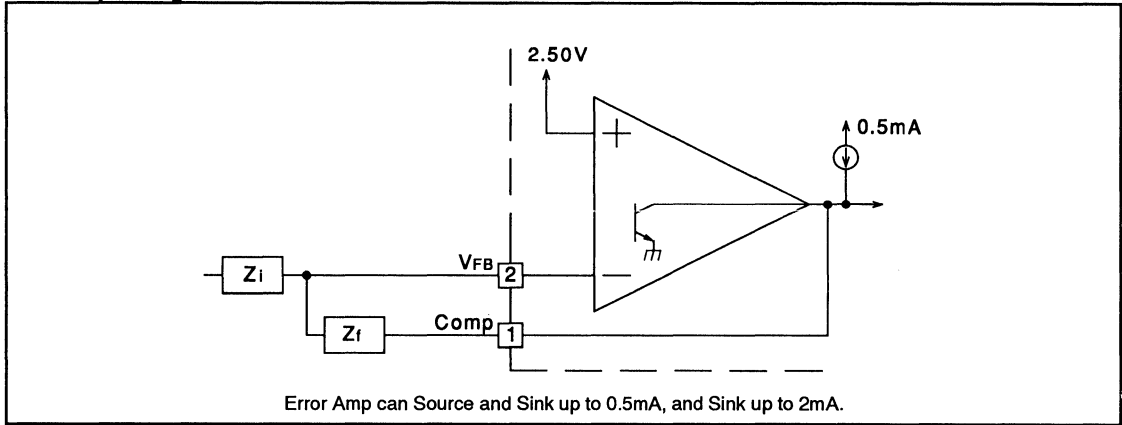 2.50V
0.5mA
+
VFB
2
−
Zi
Comp
1
Zf
Error Amp can Source and Sink up to 0.5mA, and Sink up to 2mA.